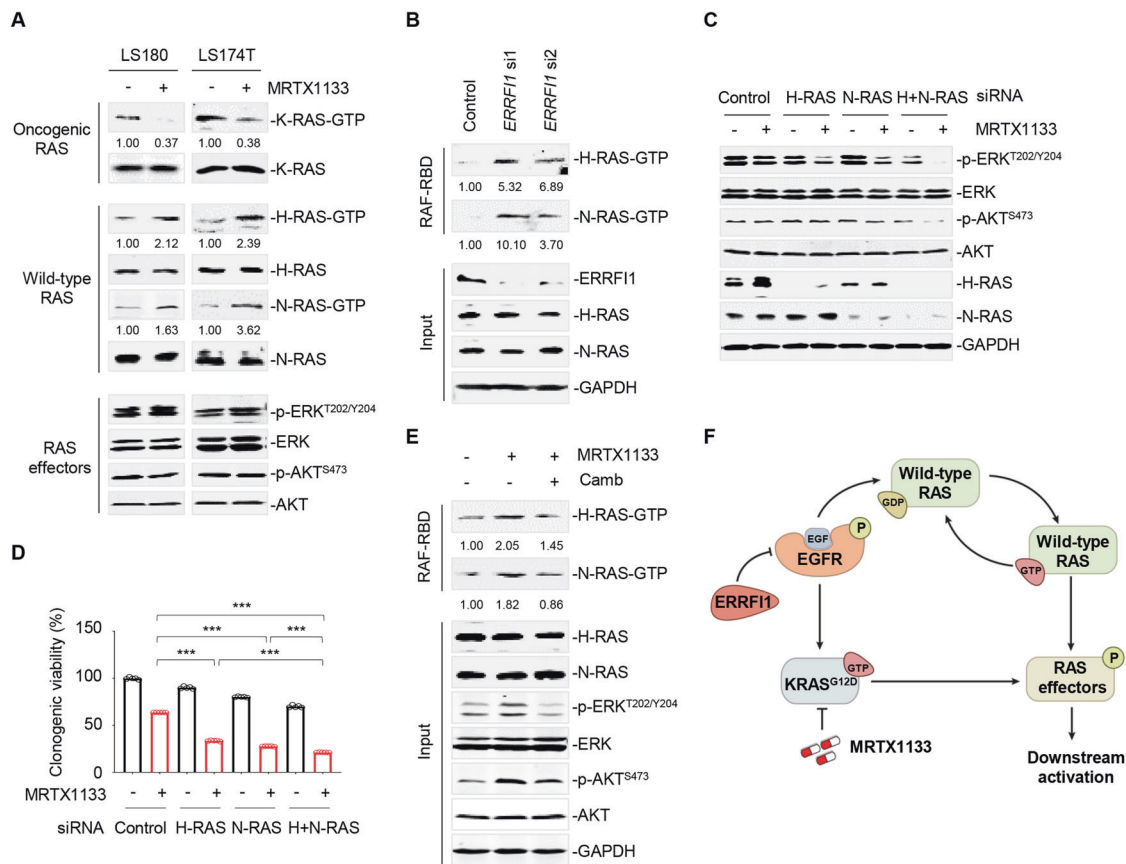 A
LS180 LS174T
- + - + MRTX1133
Oncogenic
RAS
-K-RAS-GTP
1.00 0.37 1.00 0.38
-K-RAS
Wild-type
RAS
-H-RAS-GTP
1.00 2.12 1.00 2.39
-H-RAS
-N-RAS-GTP
1.00 1.63 1.00 3.62
-N-RAS
RAS
effectors
-p-ERKT202/Y204
-ERK
-p-AKTS473
-AKT
B
Control
ERRFI1 si1
ERRFI1 si2
RAF-RBD
-H-RAS-GTP
1.00 5.32 6.89
-N-RAS-GTP
1.00 10.10 3.70
Input
-ERRFI1
-H-RAS
-N-RAS
-GAPDH
C
Control H-RAS N-RAS H+N-RAS siRNA
- + - + - + - + MRTX1133
-p-ERKT202/Y204
-ERK
-p-AKTS473
-AKT
-H-RAS
-N-RAS
-GAPDH
D
Clonogenic viability (%)
150
100
50
0
***
*** ***
*** ***
MRTX1133 - + - + - + - +
siRNA Control H-RAS N-RAS H+N-RAS
E
- + + MRTX1133
- - + Camb
RAF-RBD
-H-RAS-GTP
1.00 2.05 1.45
-N-RAS-GTP
1.00 1.82 0.86
Input
-H-RAS
-N-RAS
-p-ERKT202/Y204
-ERK
-p-AKTS473
-AKT
-GAPDH
F
Wild-type
RAS
GDP
EGF
P
EGFR
Wild-type
RAS
GTP
ERRFI1
KRASG12D
GTP
RAS
effectors
P
MRTX1133
Downstream
activation